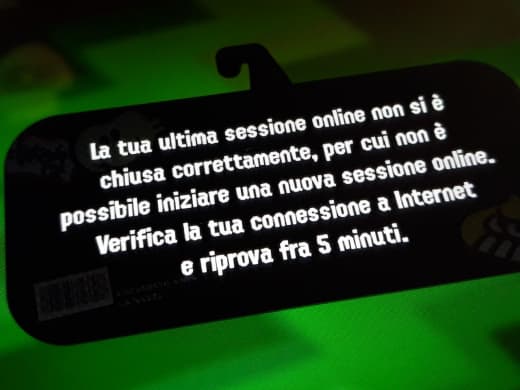 La tua ultima sessione online non si è
chiusa correttamente, per cui non è
possibile iniziare una nuova sessione online.
Verifica la tua connessione a Internet
e riprova fra 5 minuti.